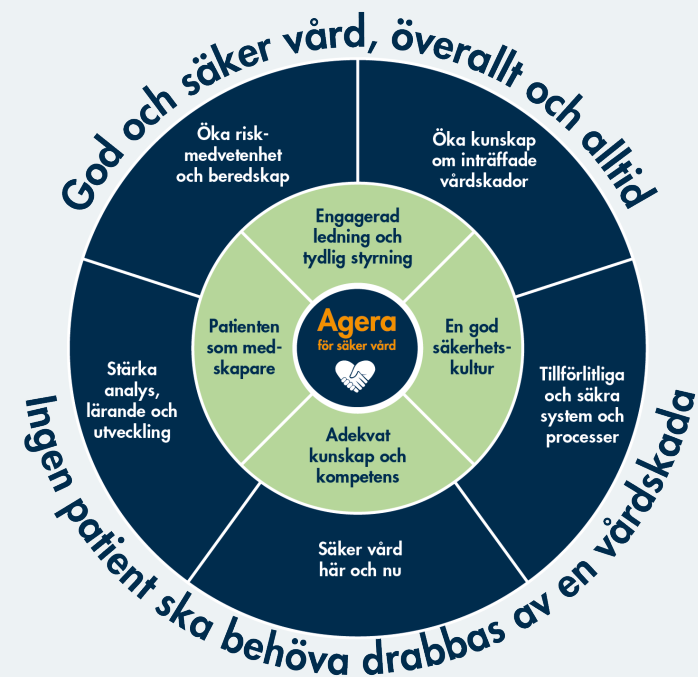 God och säker vård, överallt och alltid
Öka risk-
medvetenhet
och beredskap
Öka kunskap
om inträffade
vårdskador
Engagerad
ledning och
tydlig styrning
Patienten
som med-
skapare
Agera
för säker vård
En god
säkerhets-
kultur
Stärka
analys,
lärande och
utveckling
Tillförlitliga
och säkra
system och
processer
Adekvat
kunskap och
kompetens
Säker vård
här och nu
Ingen patient ska behöva drabbas av en vårdskada